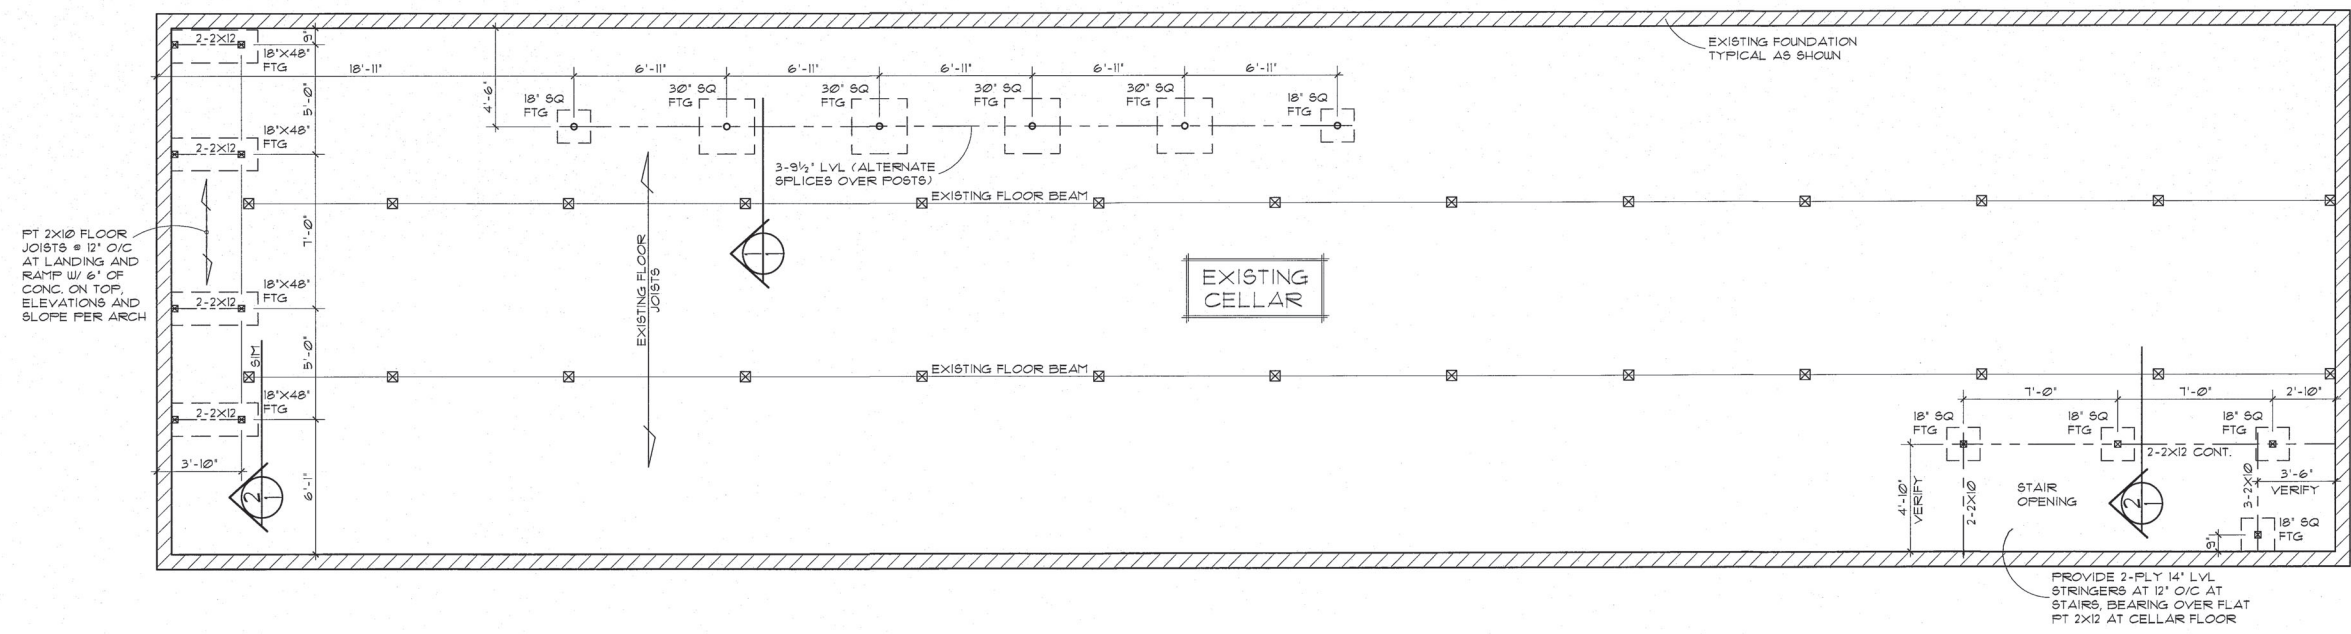 2-2X12
18"X48"
FTG
9"
5'-0"
2-2X12
18"X48"
FTG
7'-0"
2-2X12
18"X48"
FTG
5'-0"
2-2X12
18"X48"
FTG
6'-1"
3'-10"
SIM
2
1
PT 2X10 FLOOR
JOISTS @ 12" O/C
AT LANDING AND
RAMP W/ 6" OF
CONC. ON TOP,
ELEVATIONS AND
SLOPE PER ARCH
18'-11"
6'-11"
6'-11"
6'-11"
6'-11"
6'-11"
4'-6"
18" SQ
FTG
30" SQ
FTG
30" SQ
FTG
30" SQ
FTG
30" SQ
FTG
18" SQ
FTG
3-9½" LVL (ALTERNATE
SPLICES OVER POSTS)
EXISTING FOUNDATION
TYPICAL AS SHOWN
EXISTING FLOOR BEAM
EXISTING FLOOR
JOISTS
1
1
EXISTING
CELLAR
EXISTING FLOOR BEAM
7'-0"
7'-0"
2'-10"
18" SQ
FTG
18" SQ
FTG
18" SQ
FTG
2-2X12 CONT.
4'-10"
VERIFY
2-2X10
STAIR
OPENING
2
1
3-2X10
3'-6"
VERIFY
18" SQ
FTG
9"
PROVIDE 2-PLY 14" LVL
STRINGERS AT 12" O/C AT
STAIRS, BEARING OVER FLAT
PT 2X12 AT CELLAR FLOOR